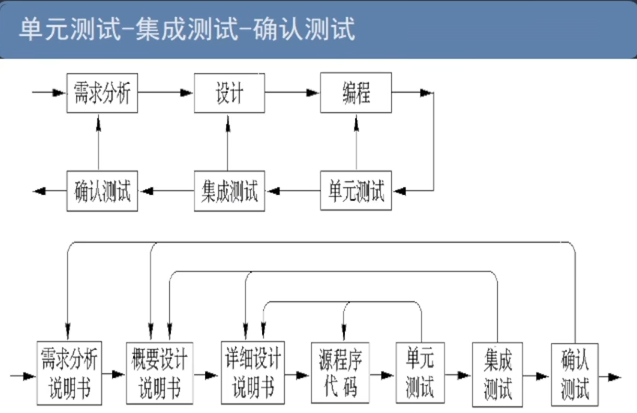 单元测试-集成测试-确认测试
需求分析
设计
编程
确认测试
集成测试
单元测试
需求分析
说明书
概要设计
说明书
详细设计
说明书
源程序
代 码
单元
测试
集成
测试
确认
测试